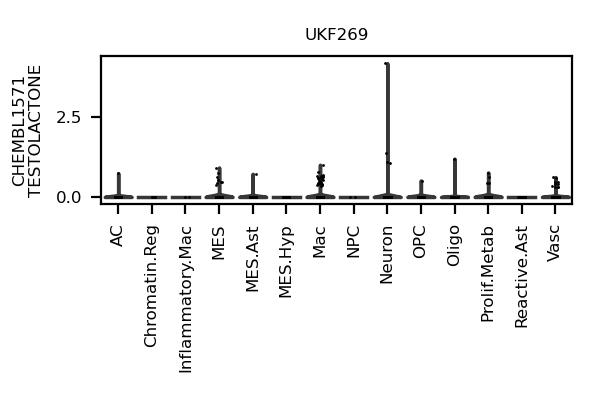 UKF269
CHEMBL1571
TESTOLACTONE
2.5
0.0
AC
Chromatin.Reg
Inflammatory.Mac
MES
MES.Ast
MES.Hyp
Mac
NPC
Neuron
OPC
Oligo
Prolif.Metab
Reactive.Ast
Vasc